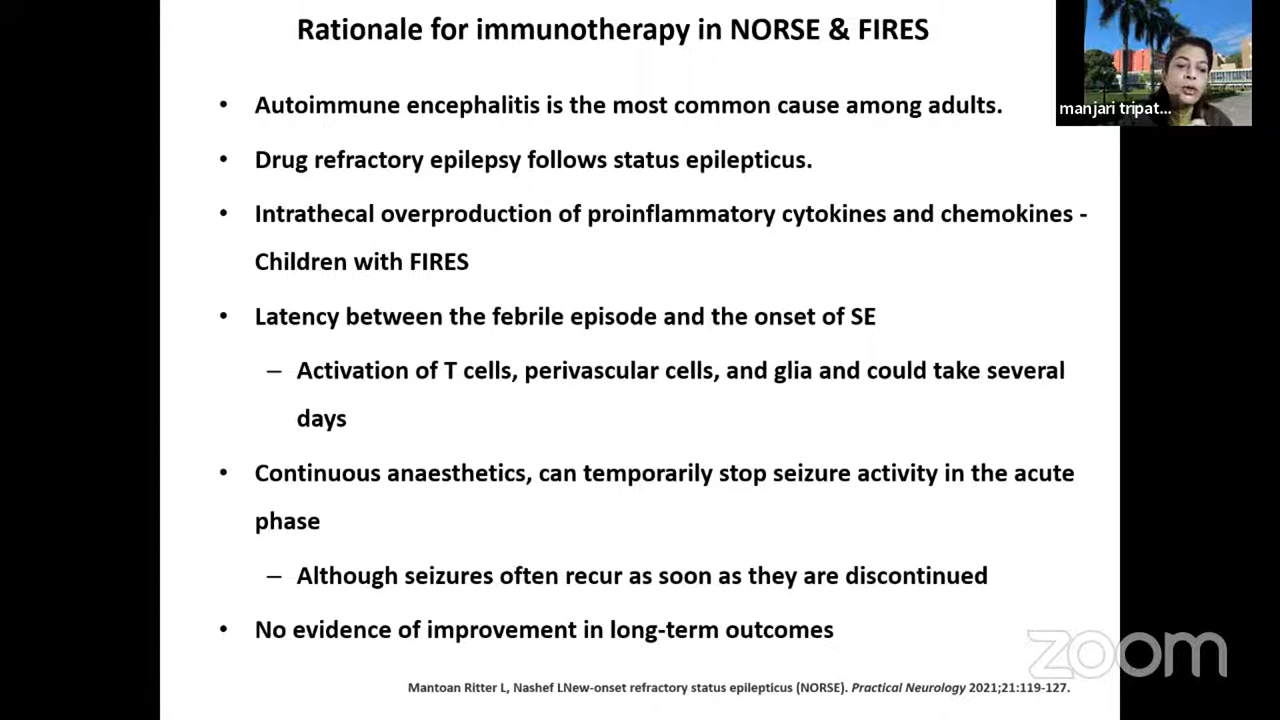 Rationale for immunotherapy in NORSE & FIRES
manjari tripat...
• Autoimmune encephalitis is the most common cause among adults.
• Drug refractory epilepsy follows status epilepticus.
• Intrathecal overproduction of proinflammatory cytokines and chemokines -
Children with FIRES
• Latency between the febrile episode and the onset of SE
– Activation of T cells, perivascular cells, and glia and could take several
days
• Continuous anaesthetics, can temporarily stop seizure activity in the acute
phase
– Although seizures often recur as soon as they are discontinued
• No evidence of improvement in long-term outcomes
zoom
Mantoan Ritter L, Nashef LNew-onset refractory status epilepticus (NORSE). Practical Neurology 2021;21:119-127.